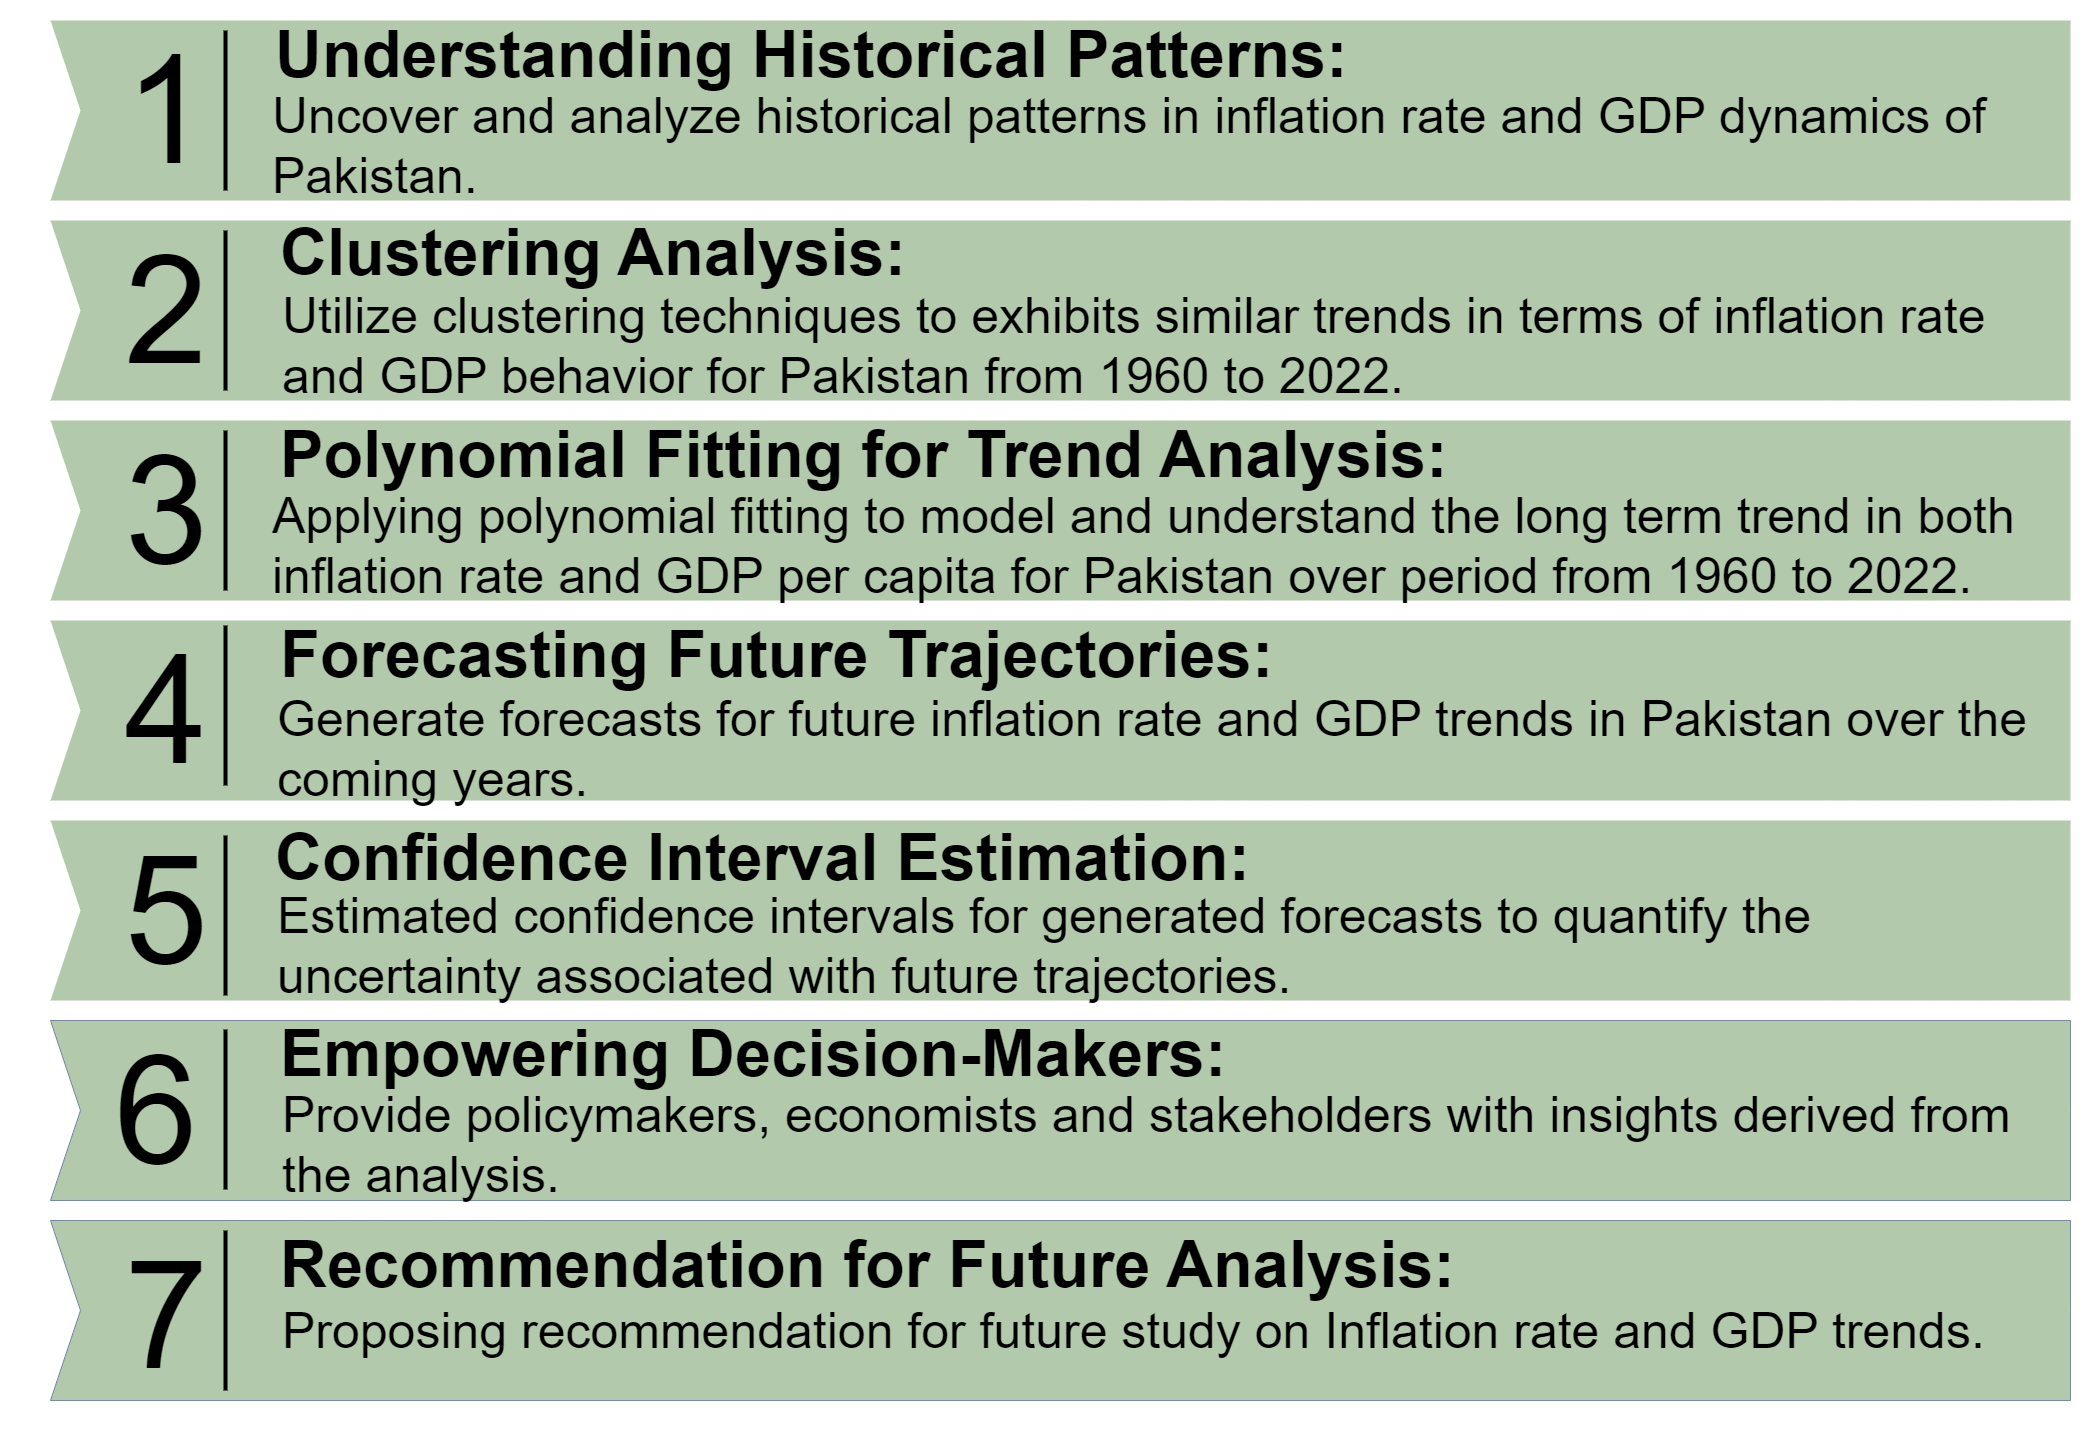 1
Understanding Historical Patterns:
Uncover and analyze historical patterns in inflation rate and GDP dynamics of
Pakistan.
2
Clustering Analysis:
Utilize clustering techniques to exhibits similar trends in terms of inflation rate
and GDP behavior for Pakistan from 1960 to 2022.
3
Polynomial Fitting for Trend Analysis:
Applying polynomial fitting to model and understand the long term trend in both
inflation rate and GDP per capita for Pakistan over period from 1960 to 2022.
4
Forecasting Future Trajectories:
Generate forecasts for future inflation rate and GDP trends in Pakistan over the
coming years.
5
Confidence Interval Estimation:
Estimated confidence intervals for generated forecasts to quantify the
uncertainty associated with future trajectories.
6
Empowering Decision-Makers:
Provide policymakers, economists and stakeholders with insights derived from
the analysis.
7
Recommendation for Future Analysis:
Proposing recommendation for future study on Inflation rate and GDP trends.